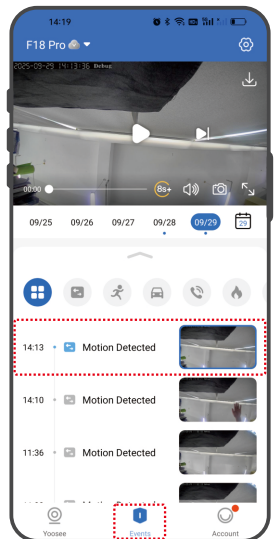 14:19
F18 Pro
2025-09-29 14:13:36 Debug
00:00
8s+
09/25 09/26 09/27 09/28 09/29 29
14:13 Motion Detected
14:10 Motion Detected
11:36 Motion Detected
Yoosee Events Account